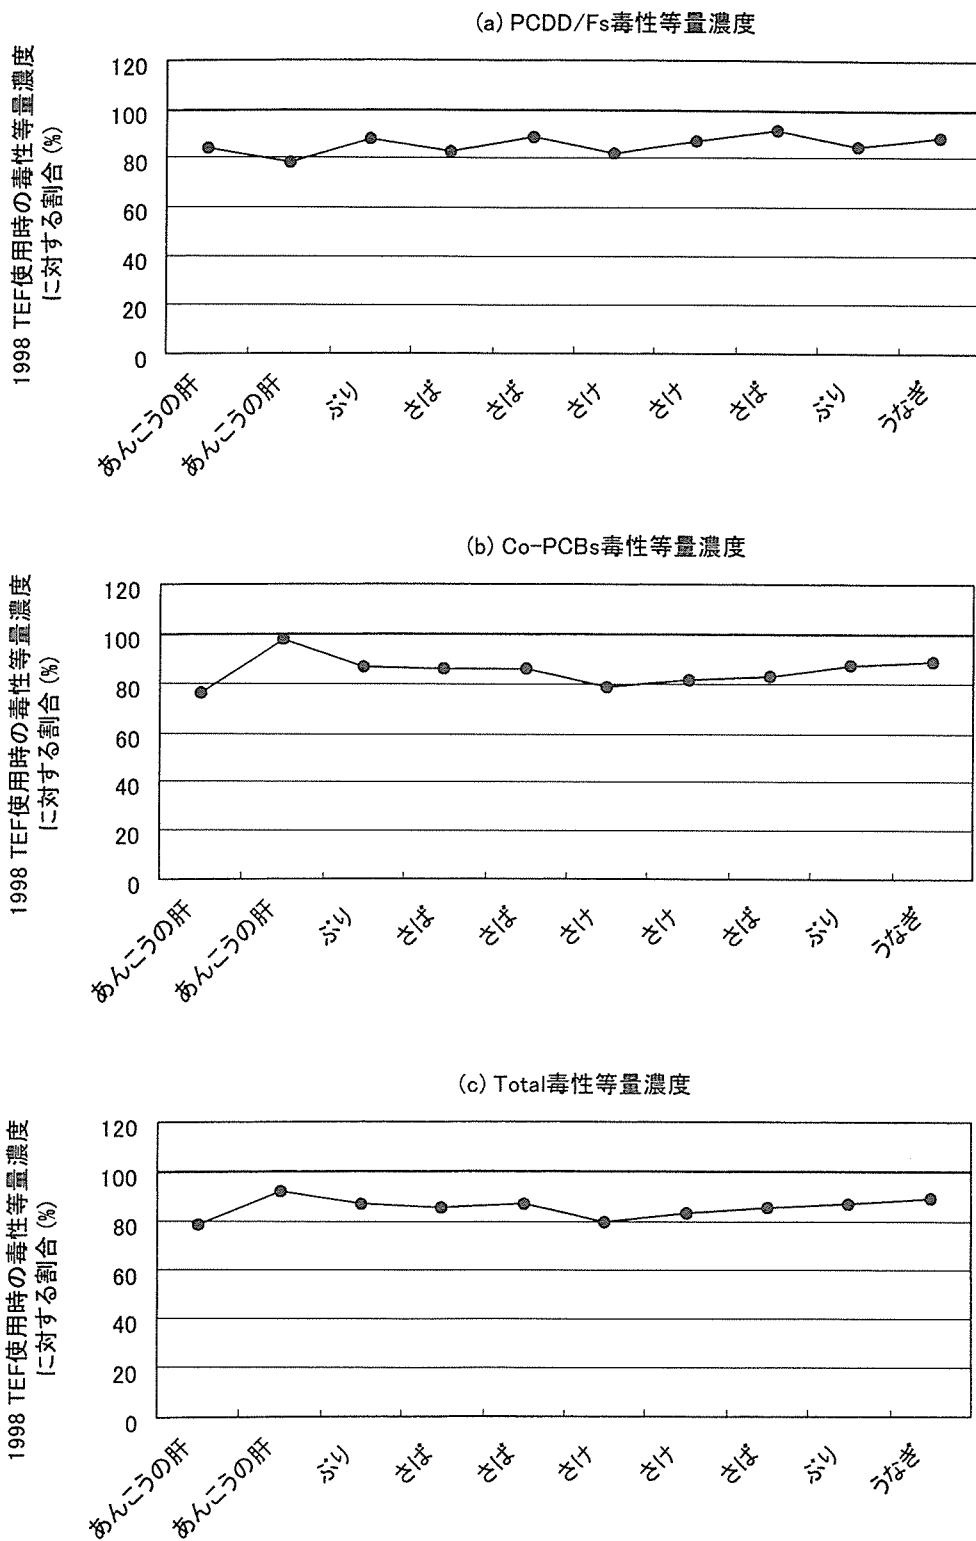 (a) PCDD/Fs毒性等量濃度
1998 TEF使用時の毒性等量濃度
に対する割合(%)
120
100
80
60
40
20
0
あんこうの肝
あんこうの肝
ぶり
さば
さば
さけ
さけ
さば
ぶり
うなぎ
(b) Co-PCBs毒性等量濃度
1998 TEF使用時の毒性等量濃度
に対する割合(%)
120
100
80
60
40
20
0
あんこうの肝
あんこうの肝
ぶり
さば
さば
さけ
さけ
さば
ぶり
うなぎ
(c) Total毒性等量濃度
1998 TEF使用時の毒性等量濃度
に対する割合(%)
120
100
80
60
40
20
0
あんこうの肝
あんこうの肝
ぶり
さば
さば
さけ
さけ
さば
ぶり
うなぎ